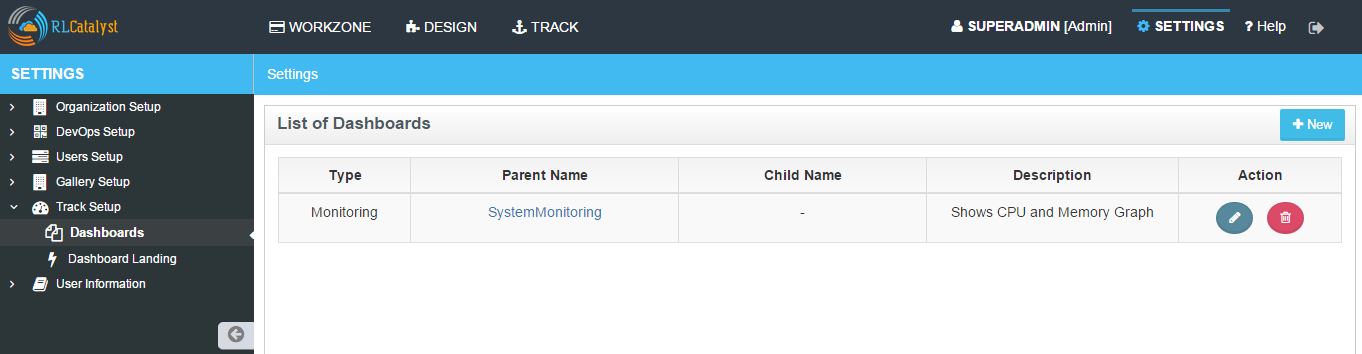 RLCatalyst
WORKZONE
DESIGN
TRACK
SUPERADMIN [Admin]
SETTINGS
? Help
SETTINGS
Settings
Organization Setup
DevOps Setup
Users Setup
Gallery Setup
Track Setup
Dashboards
Dashboard Landing
User Information
List of Dashboards
+ New
Type Parent Name Child Name Description Action
Monitoring SystemMonitoring - Shows CPU and Memory Graph